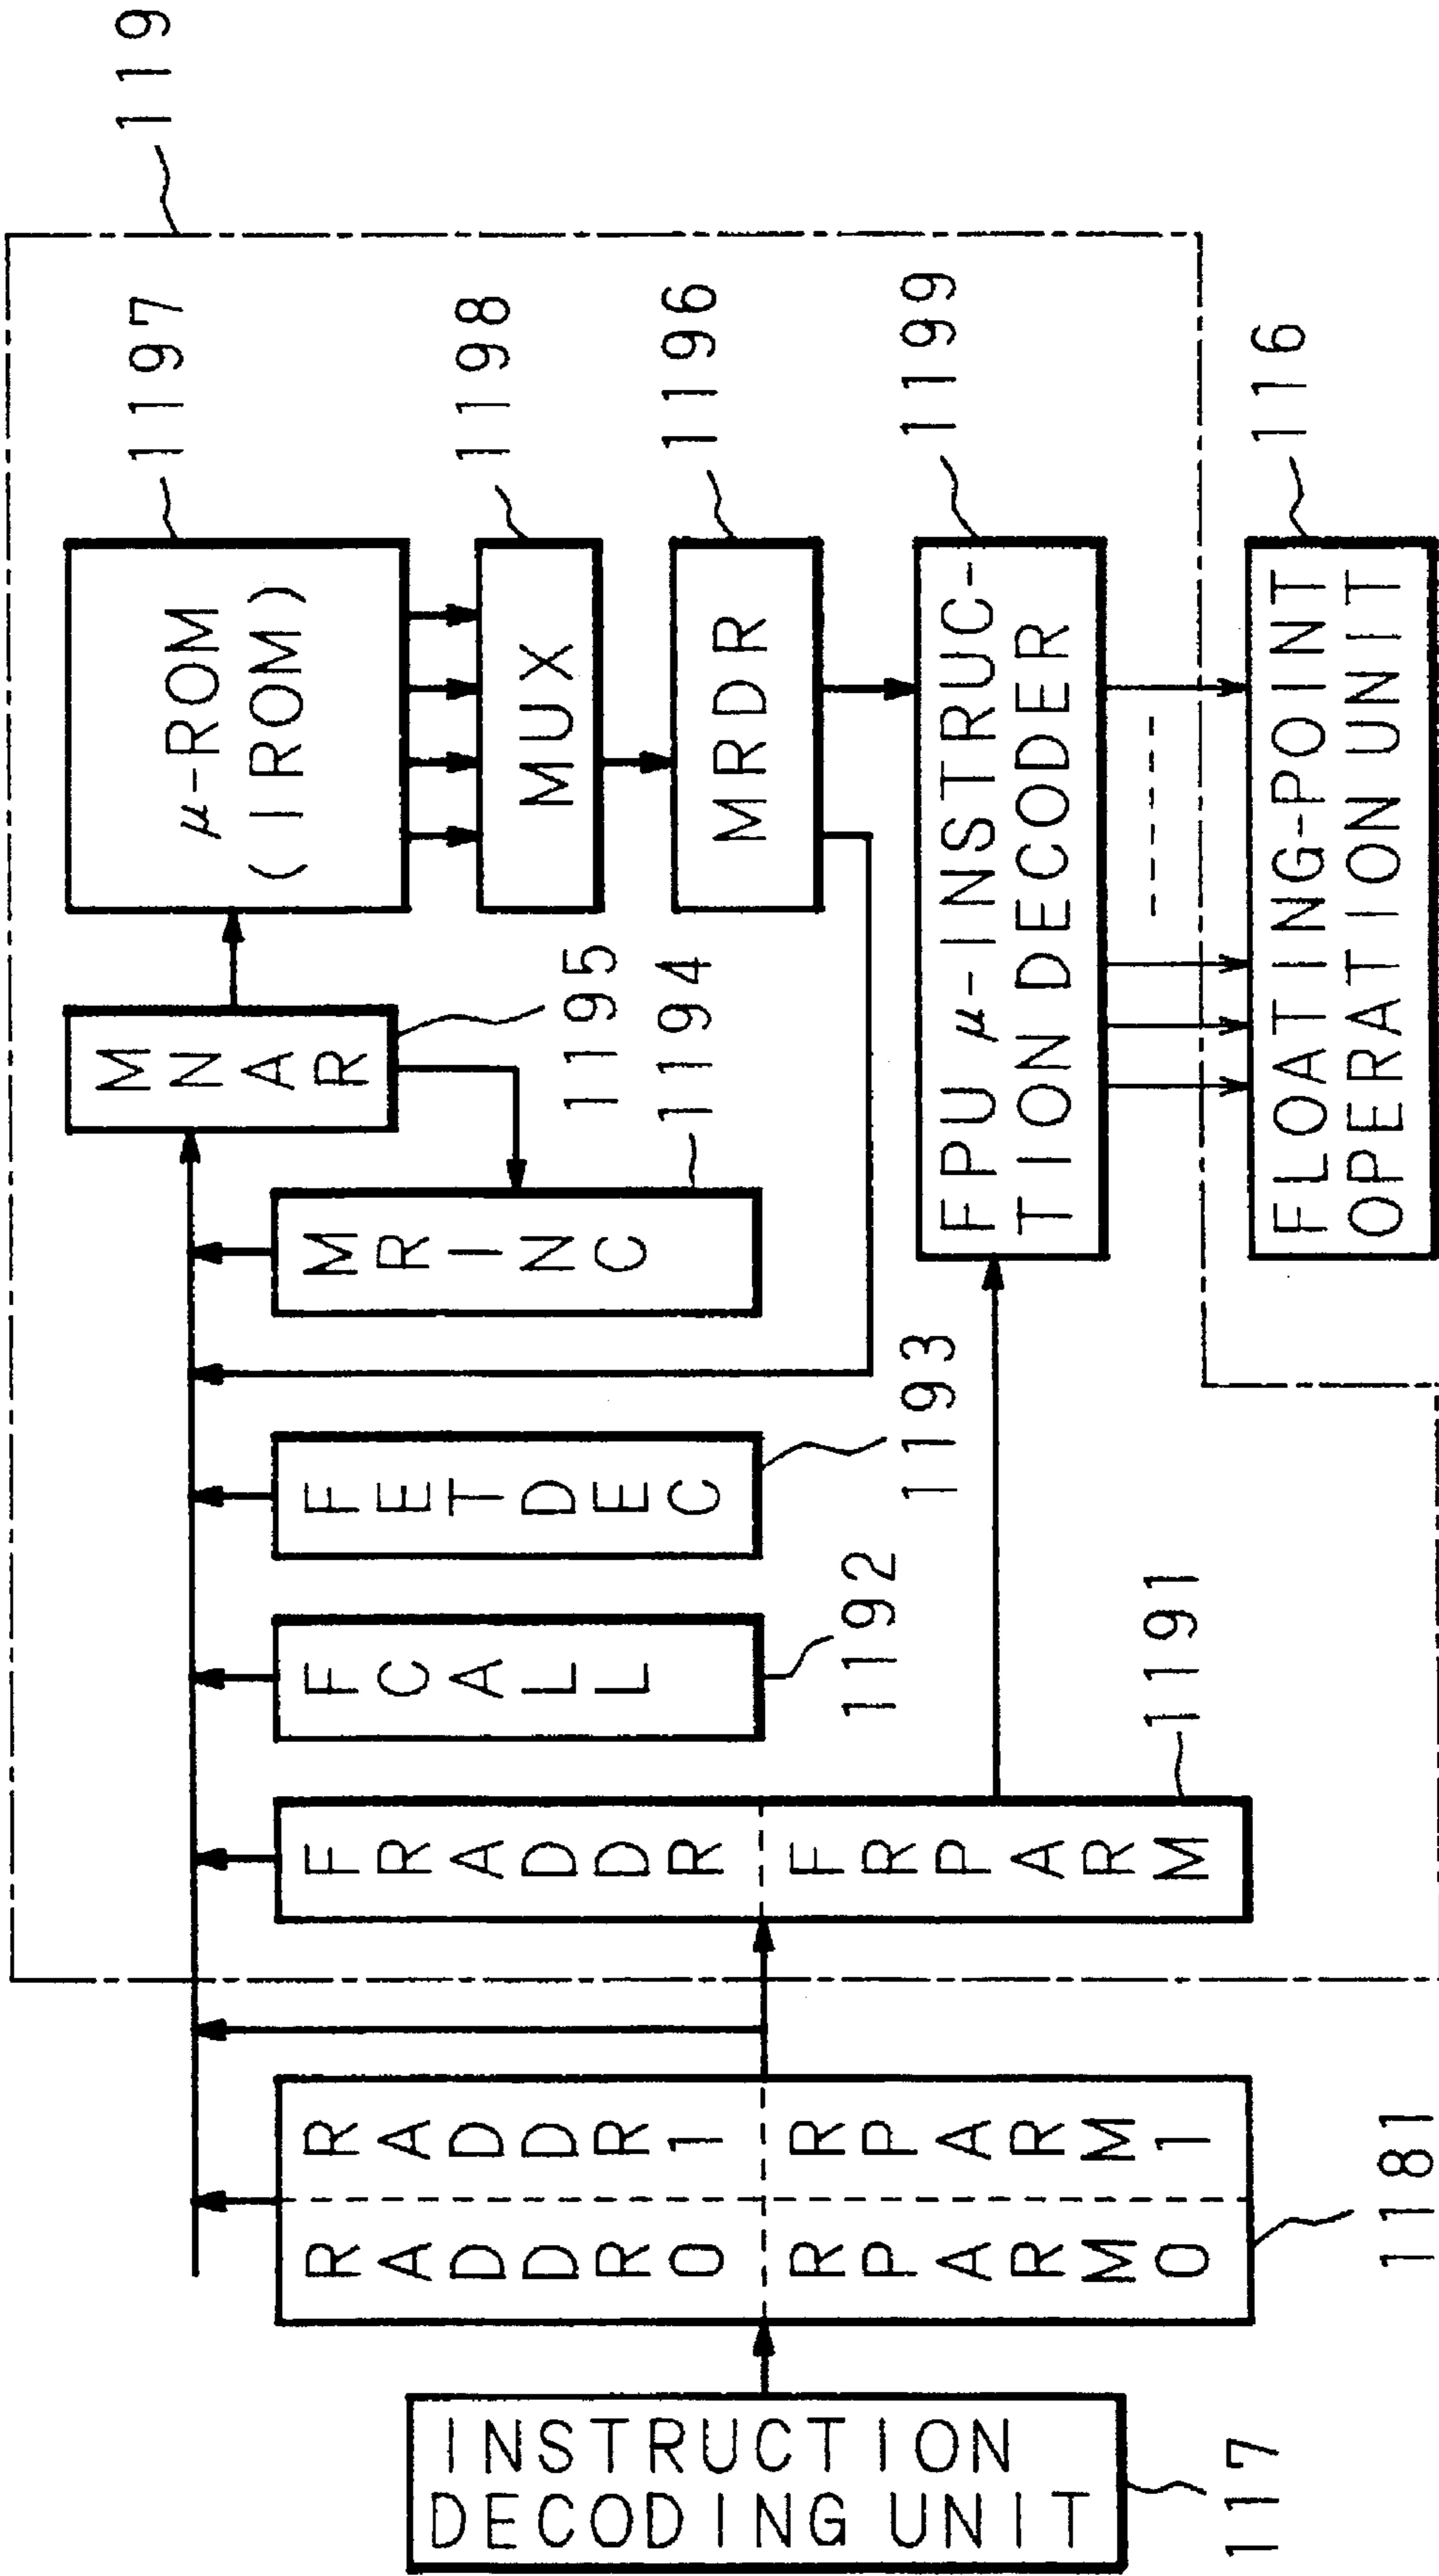 119
1197
μ-ROM
(IROM)
MNAR
1195
1198
MUX
1194
MRINC
1196
MRDR
FETDEC
1193
FCALL
1192
FRADDR
FRPARM
1191
1199
FPU μ-INSTRUC-
TION DECODER
116
FLOATING-POINT
OPERATION UNIT
RADDR0
RADDR1
RPARM0
RPARM1
1181
INSTRUCTION
DECODING UNIT
117